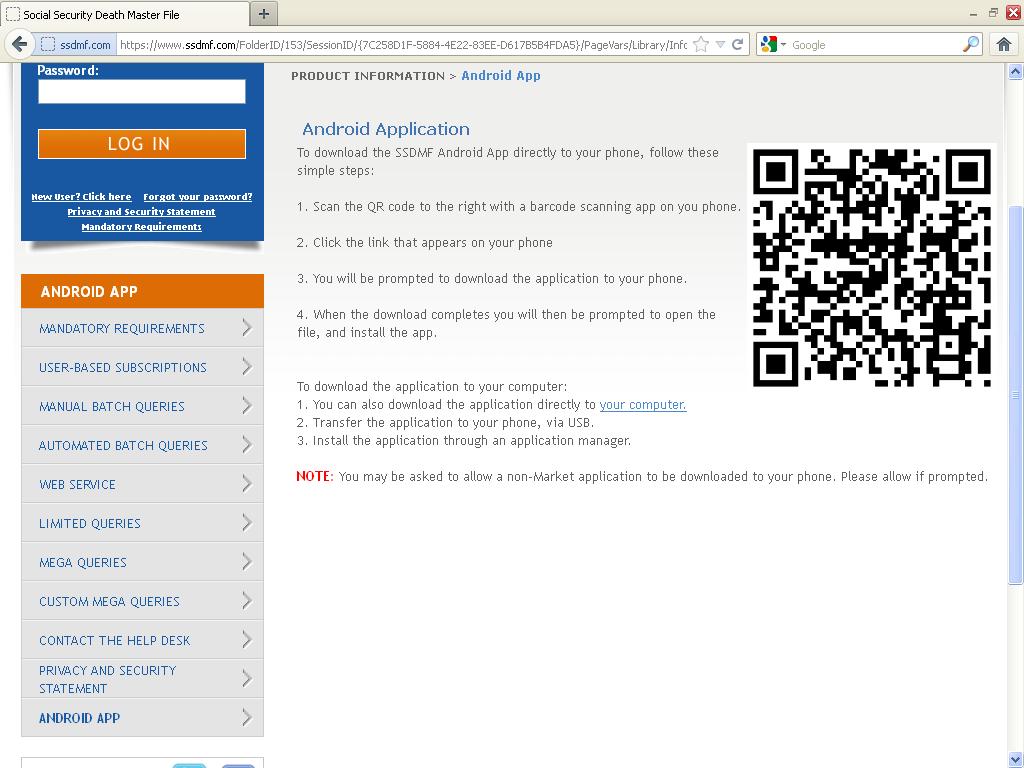 Social Security Death Master File
ssdmf.com
https://www.ssdmf.com/FolderID/153/SessionID/{7C258D1F-5884-4E22-83EE-D617B5B4FDA5}/PageVars/Library/Info
Google
Password:
LOG IN
New User? Click here Forgot your password?
Privacy and Security Statement
Mandatory Requirements
ANDROID APP
MANDATORY REQUIREMENTS
USER-BASED SUBSCRIPTIONS
MANUAL BATCH QUERIES
AUTOMATED BATCH QUERIES
WEB SERVICE
LIMITED QUERIES
MEGA QUERIES
CUSTOM MEGA QUERIES
CONTACT THE HELP DESK
PRIVACY AND SECURITY
STATEMENT
ANDROID APP
PRODUCT INFORMATION > Android App
Android Application
To download the SSDMF Android App directly to your phone, follow these
simple steps:
1. Scan the QR code to the right with a barcode scanning app on you phone.
2. Click the link that appears on your phone
3. You will be prompted to download the application to your phone.
4. When the download completes you will then be prompted to open the
file, and install the app.
To download the application to your computer:
1. You can also download the application directly to your computer.
2. Transfer the application to your phone, via USB.
3. Install the application through an application manager.
NOTE: You may be asked to allow a non-Market application to be downloaded to your phone. Please allow if prompted.